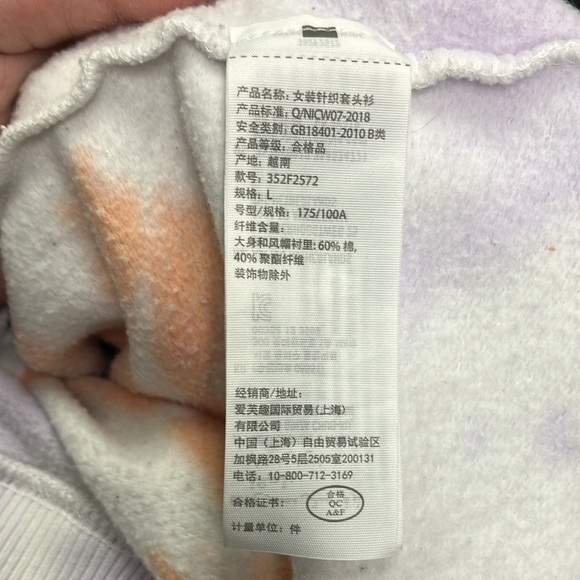 产品名称: 女装针织套头衫
产品标准: Q/NICW07-2018
安全类别: GB18401-2010 B类
产品等级: 合格品
产地: 越南
款号: 352F2572
规格: L
号型/规格: 175/100A
纤维含量:
大身和风帽衬里: 60% 棉,
40% 聚酯纤维
装饰物除外
经销商/地址:
爱芙趣国际贸易(上海)
有限公司
中国（上海）自由贸易试验区
加枫路28号5层2505室200131
电话: 10-800-712-3169
合格证书:
合格
QC
A&F
计量单位: 件